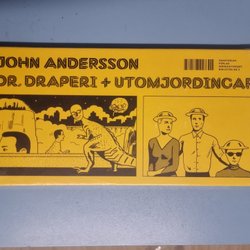 JOHN ANDERSSON
DR. DRAPERI + UTOMJORDINGAR